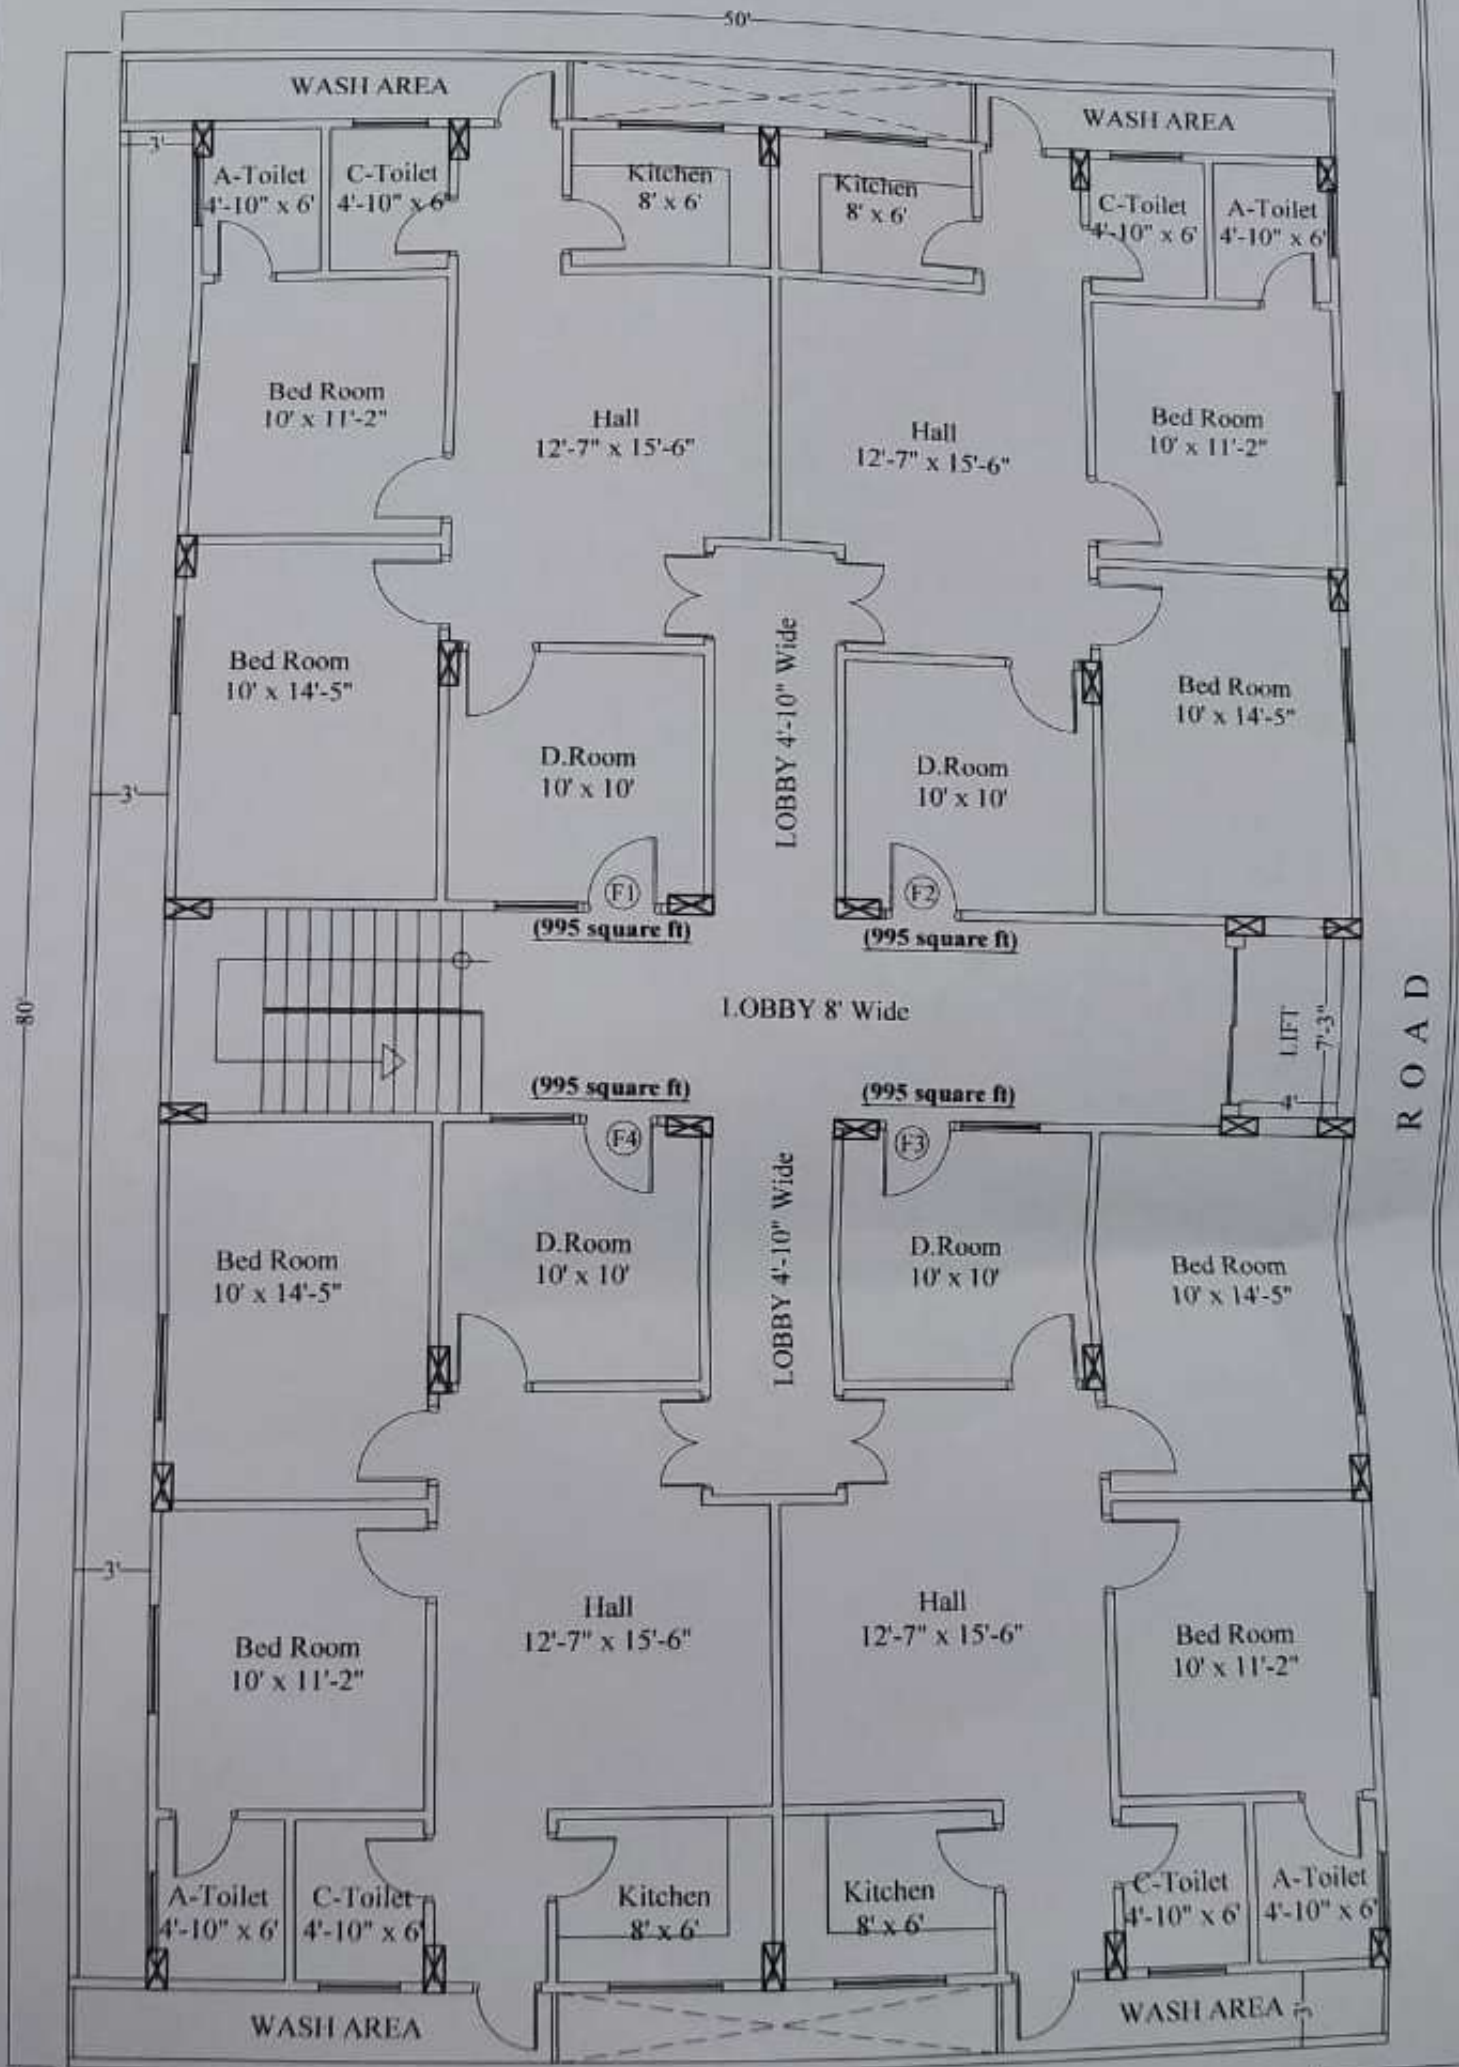 50'
WASH AREA
WASH AREA
3'
A-Toilet
4'-10" x 6'
C-Toilet
4'-10" x 6'
Kitchen
8' x 6'
Kitchen
8' x 6'
C-Toilet
4'-10" x 6'
A-Toilet
4'-10" x 6'
Bed Room
10' x 11'-2"
Hall
12'-7" x 15'-6"
Hall
12'-7" x 15'-6"
Bed Room
10' x 11'-2"
Bed Room
10' x 14'-5"
LOBBY 4'-10" Wide
Bed Room
10' x 14'-5"
D.Room
10' x 10'
D.Room
10' x 10'
3'
F1
F2
(995 square ft)
(995 square ft)
80'
LOBBY 8' Wide
LIFT
7'-3"
4'
ROAD
(995 square ft)
(995 square ft)
F4
F3
Bed Room
10' x 14'-5"
D.Room
10' x 10'
LOBBY 4'-10" Wide
D.Room
10' x 10'
Bed Room
10' x 14'-5"
3'
Bed Room
10' x 11'-2"
Hall
12'-7" x 15'-6"
Hall
12'-7" x 15'-6"
Bed Room
10' x 11'-2"
A-Toilet
4'-10" x 6'
C-Toilet
4'-10" x 6'
Kitchen
8' x 6'
Kitchen
8' x 6'
C-Toilet
4'-10" x 6'
A-Toilet
4'-10" x 6'
WASH AREA
WASH AREA